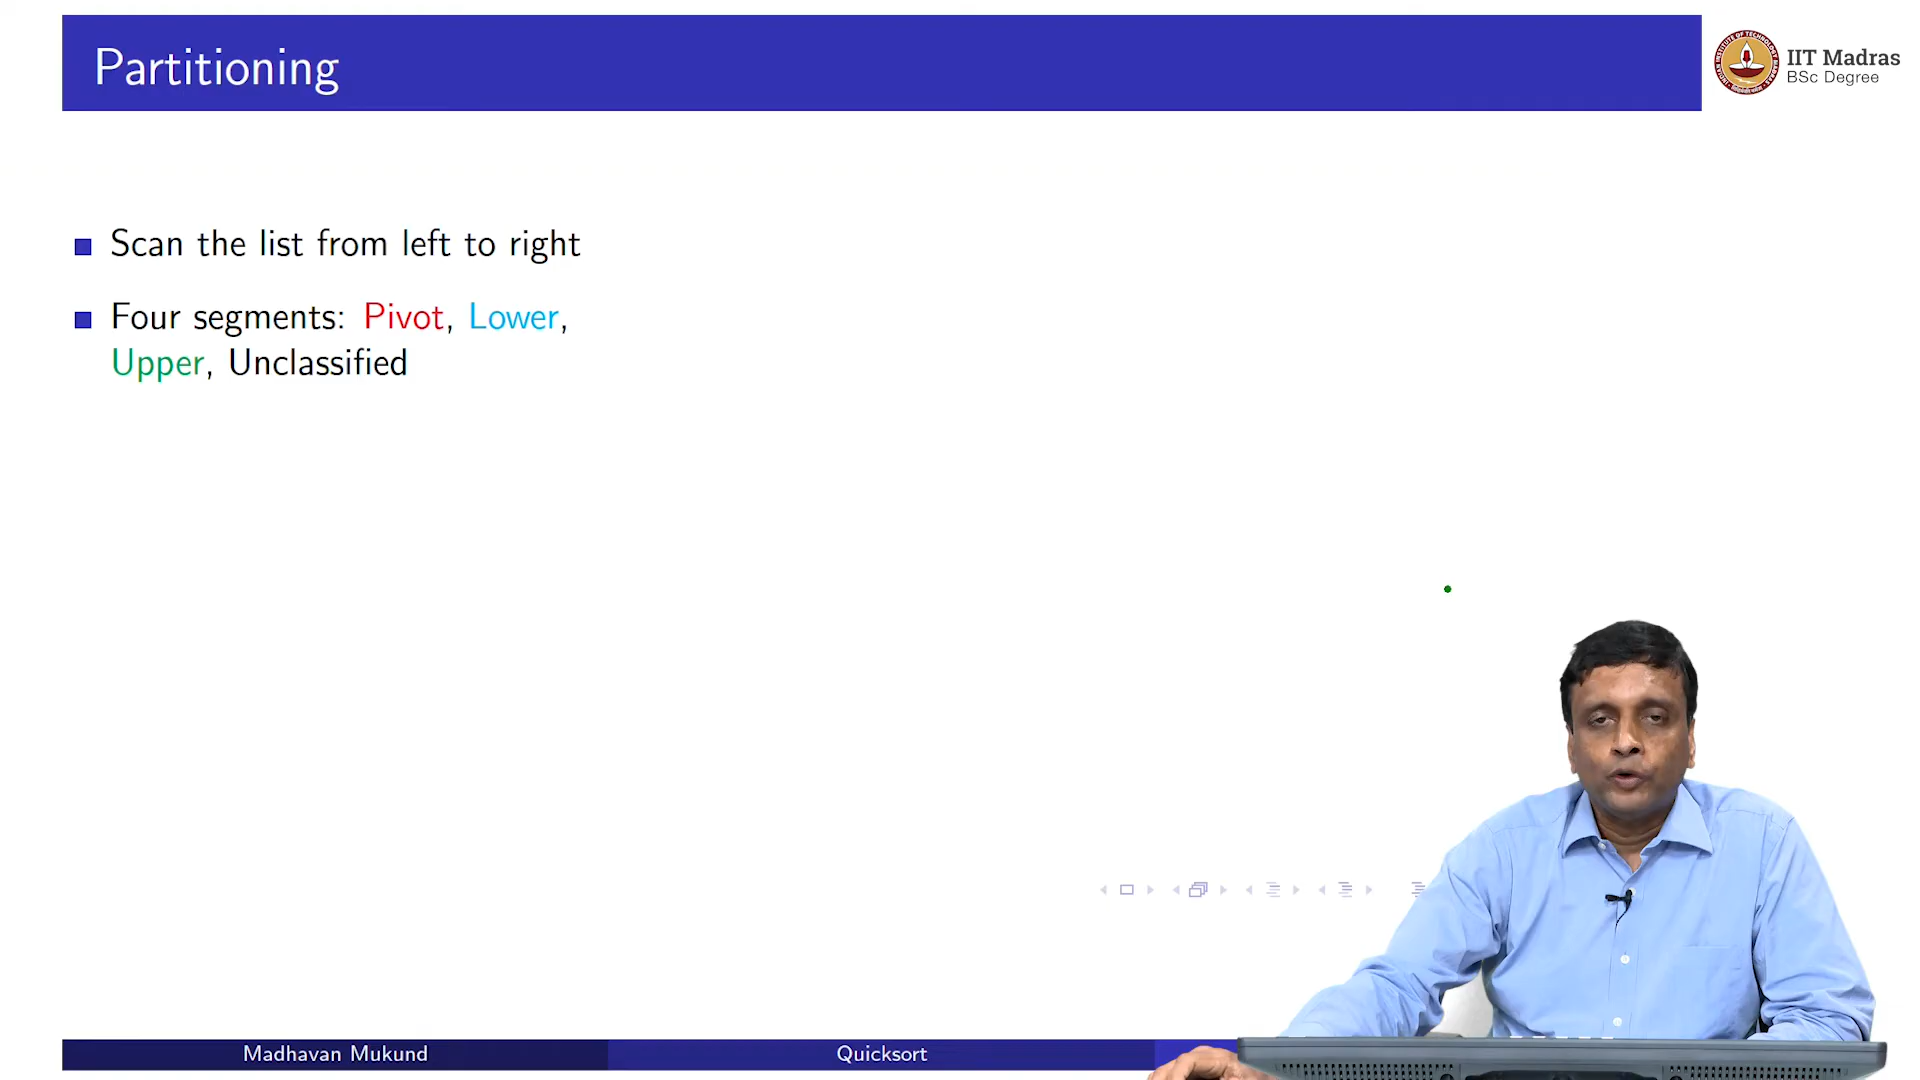 Partitioning
IIT Madras
BSc Degree
Scan the list from left to right
Four segments: Pivot, Lower,
Upper, Unclassified
Madhavan Mukund
Quicksort